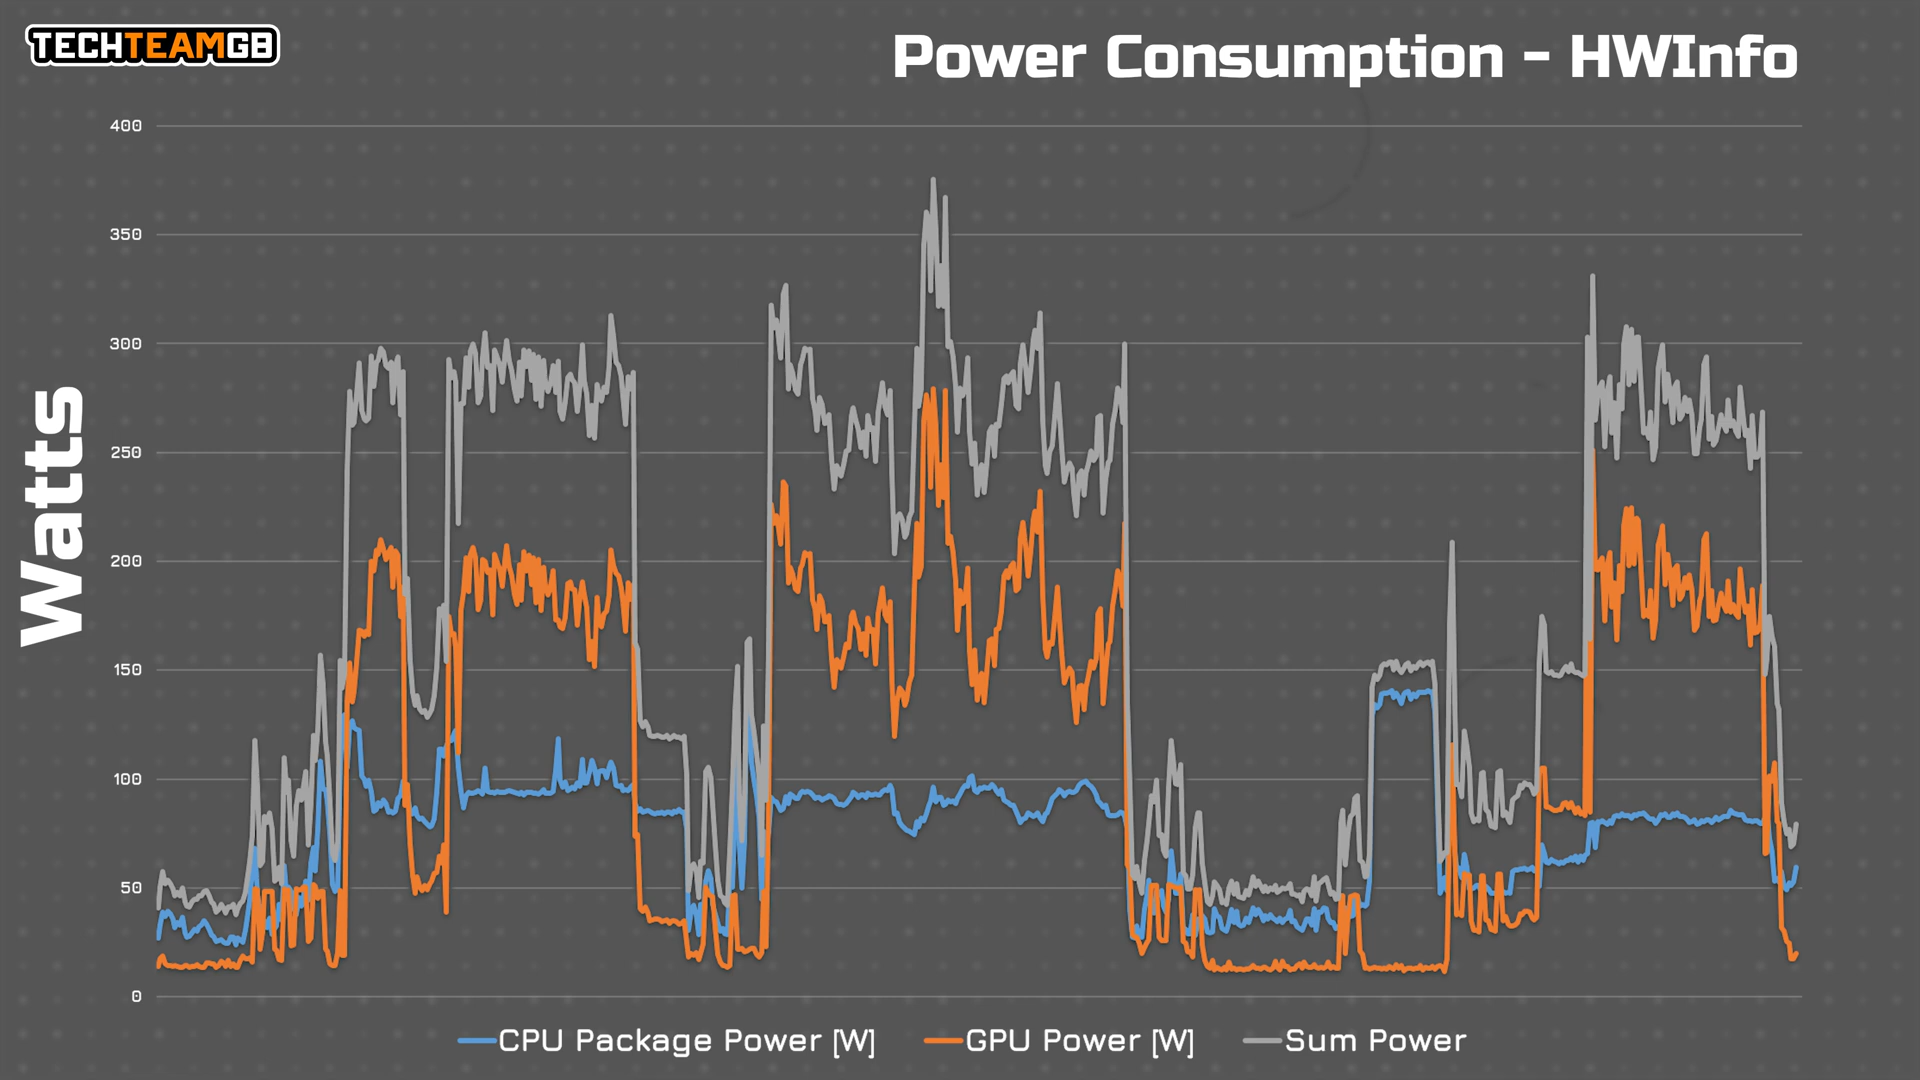 TECHTEAMGB
Power Consumption - HWInfo
400
350
300
250
200
150
100
50
0
Watts
CPU Package Power [W]
GPU Power [W]
Sum Power